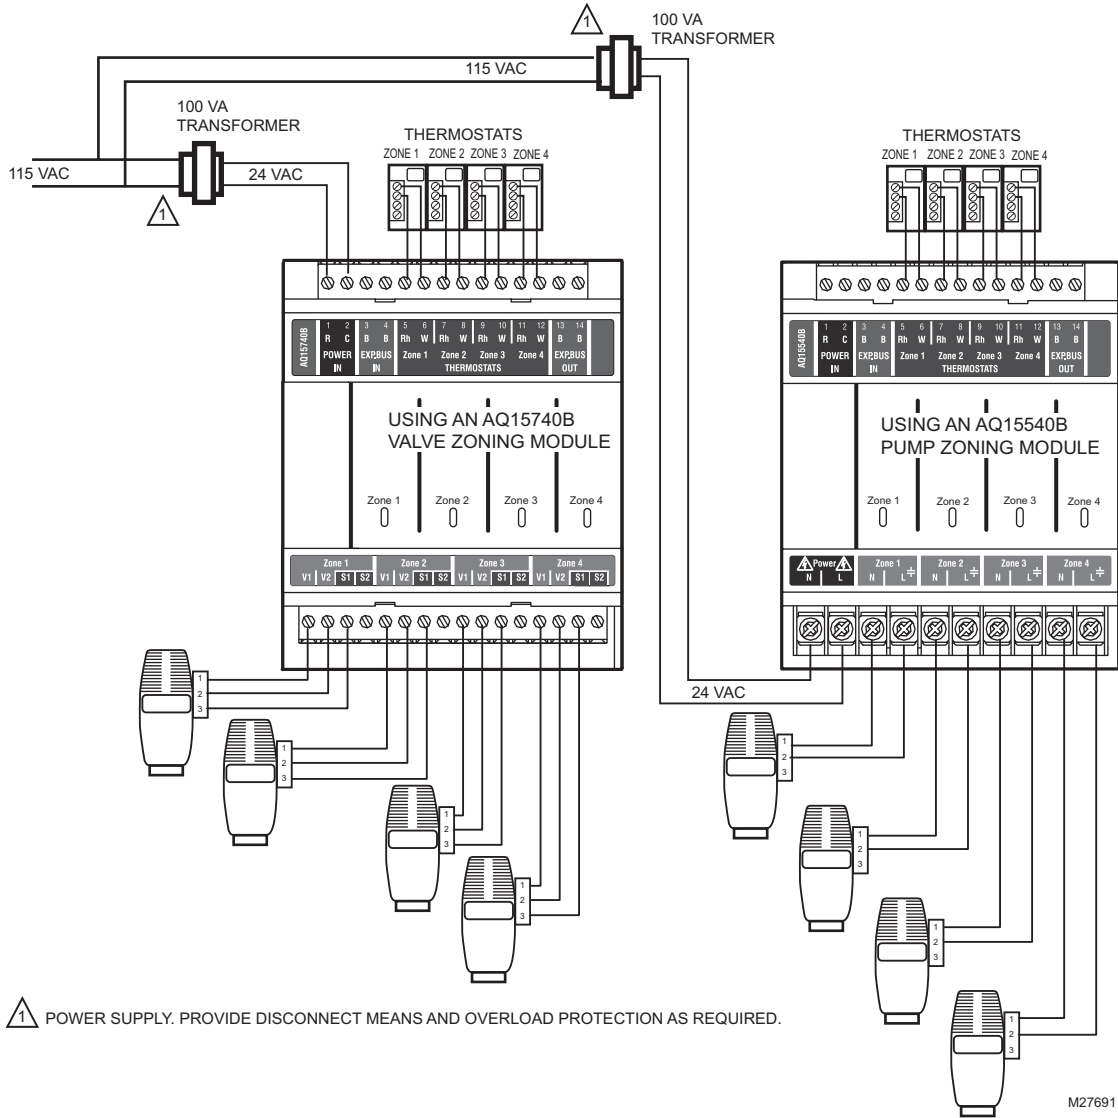 1
100 VA
TRANSFORMER
115 VAC
100 VA
TRANSFORMER
115 VAC
24 VAC
1
THERMOSTATS
ZONE 1 ZONE 2 ZONE 3 ZONE 4
THERMOSTATS
ZONE 1 ZONE 2 ZONE 3 ZONE 4
AQ15740B
1 2 3 4 5 6 7 8 9 10 11 12 13 14
R C B B Rh W Rh W Rh W Rh W B B
POWER EXP.BUS Zone 1 Zone 2 Zone 3 Zone 4 EXP.BUS
IN IN THERMOSTATS OUT
USING AN AQ15740B
VALVE ZONING MODULE
Zone 1 Zone 2 Zone 3 Zone 4
Zone 1 Zone 2 Zone 3 Zone 4
V1 V2 S1 S2 V1 V2 S1 S2 V1 V2 S1 S2 V1 V2 S1 S2
AQ15540B
1 2 3 4 5 6 7 8 9 10 11 12 13 14
R C B B Rh W Rh W Rh W Rh W B B
POWER EXP.BUS Zone 1 Zone 2 Zone 3 Zone 4 EXP.BUS
IN IN THERMOSTATS OUT
USING AN AQ15540B
PUMP ZONING MODULE
Zone 1 Zone 2 Zone 3 Zone 4
Power Zone 1 Zone 2 Zone 3 Zone 4
N L N L N L N L N L
24 VAC
1
2
3
1
2
3
1
2
3
1
2
3
1
2
3
1
2
3
1
2
3
1
2
3
1 POWER SUPPLY. PROVIDE DISCONNECT MEANS AND OVERLOAD PROTECTION AS REQUIRED.
M27691